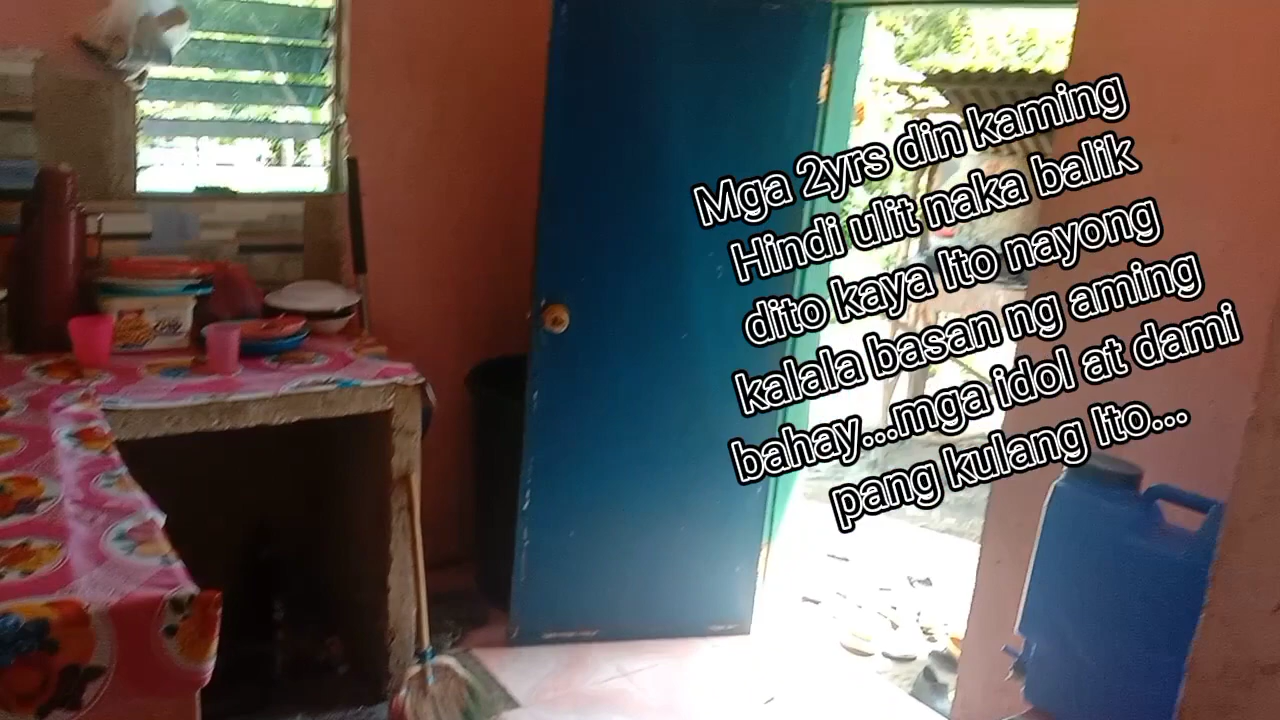 Mga 2yrs din kaming
Hindi ulit naka balik
dito kaya Ito nayong
kalala basan ng aming
bahay...mga idol at dami
pang kulang Ito...